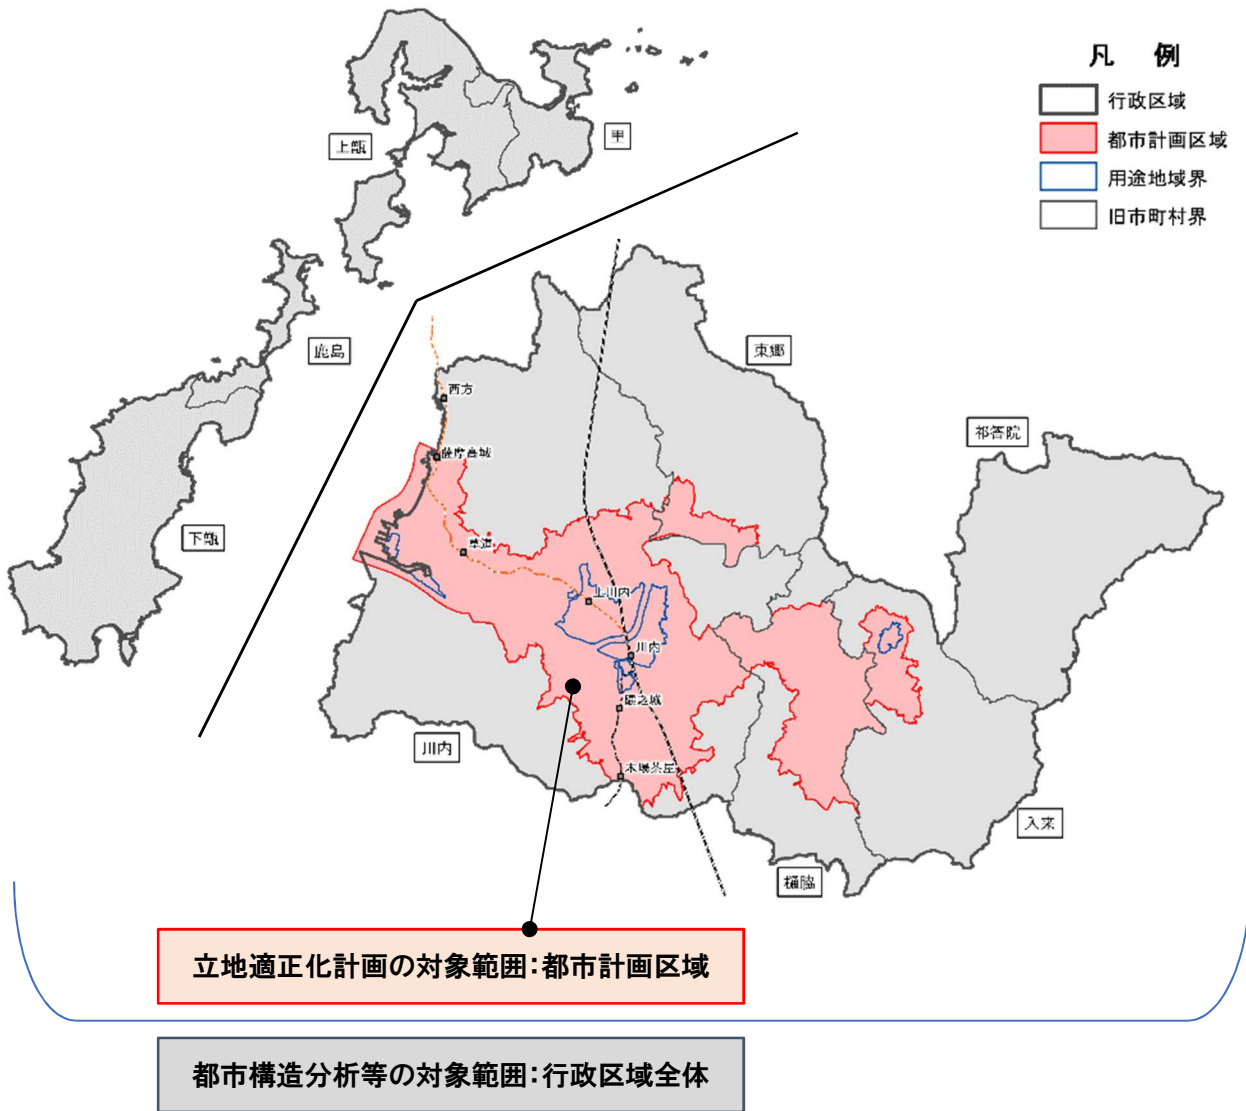 凡 例
行政区域
都市計画区域
用途地域界
旧市町村界
上甑
里
鹿島
下甑
東郷
祁答院
西方
薩摩高城
草道
上川内
川内
隈之城
木場茶屋
川内
入来
樋脇
立地適正化計画の対象範囲:都市計画区域
都市構造分析等の対象範囲:行政区域全体